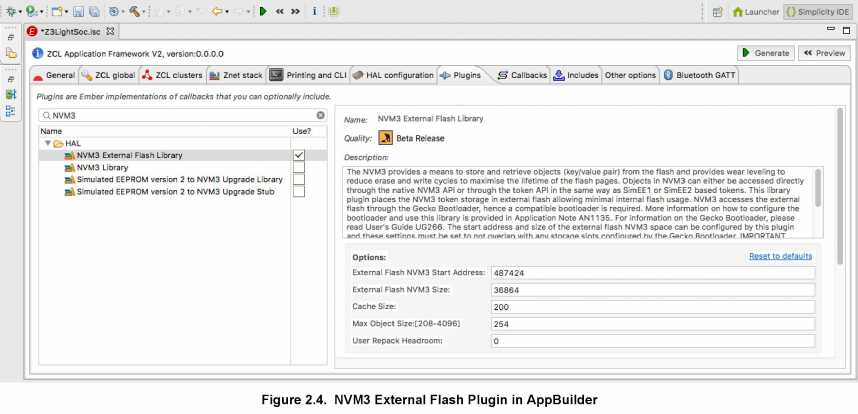 Launcher
Simplicity IDE
*Z3LightSoc.isc
ZCL Application Framework V2, version:0.0.0.0
Generate
Preview
General
ZCL global
ZCL clusters
Znet stack
Printing and CLI
HAL configuration
Plugins
Callbacks
Includes
Other options
Bluetooth GATT
Plugins are Ember implementations of callbacks that you can optionally include.
NVM3
Name
Use?
HAL
NVM3 External Flash Library
NVM3 Library
Simulated EEPROM version 2 to NVM3 Upgrade Library
Simulated EEPROM version 2 to NVM3 Upgrade Stub
Name: NVM3 External Flash Library
Quality: Beta Release
Description:
The NVM3 provides a means to store and retrieve objects (key/value pair) from the flash and provides wear leveling to
reduce erase and write cycles to maximise the lifetime of the flash pages. Objects in NVM3 can either be accessed directly
through the native NVM3 API or through the token API in the same way as SimEE1 or SimEE2 based tokens. This library
plugin places the NVM3 token storage in external flash allowing minimal internal flash usage. NVM3 accesses the external
flash through the Gecko Bootloader, hence a compatible bootloader is required. More information on how to configure the
bootloader and use this library is provided in Application Note AN1135. For information on the Gecko Bootloader, please
read User's Guide UG266. The start address and size of the external flash NVM3 space can be configured by this plugin
and these settings must be set to not overlap with any storage slots configured by the Gecko Bootloader. IMPORTANT
Options:
Reset to defaults
External Flash NVM3 Start Address: 487424
External Flash NVM3 Size: 36864
Cache Size: 200
Max Object Size:[208-4096] 254
User Repack Headroom: 0
Figure 2.4. NVM3 External Flash Plugin in AppBuilder